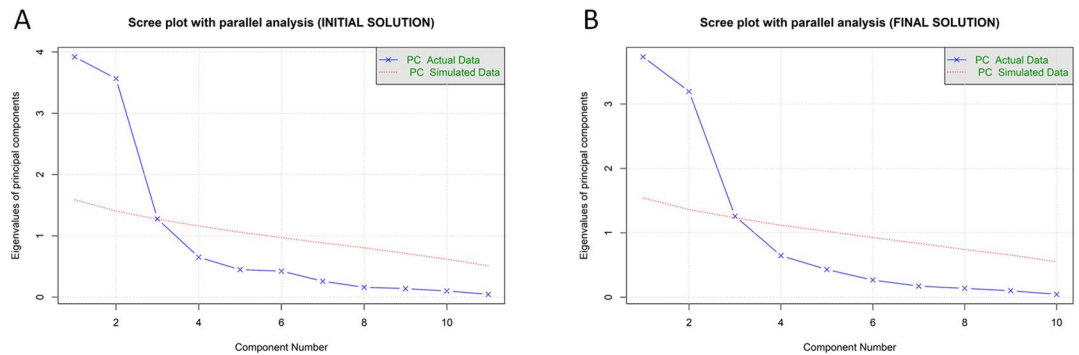 A
Scree plot with parallel analysis (INITIAL SOLUTION)
PC Actual Data
PC Simulated Data
Eigenvalues of principal components
4
3
2
1
0
2 4 6 8 10
Component Number
B
Scree plot with parallel analysis (FINAL SOLUTION)
PC Actual Data
PC Simulated Data
Eigenvalues of principal components
3
2
1
0
2 4 6 8 10
Component Number